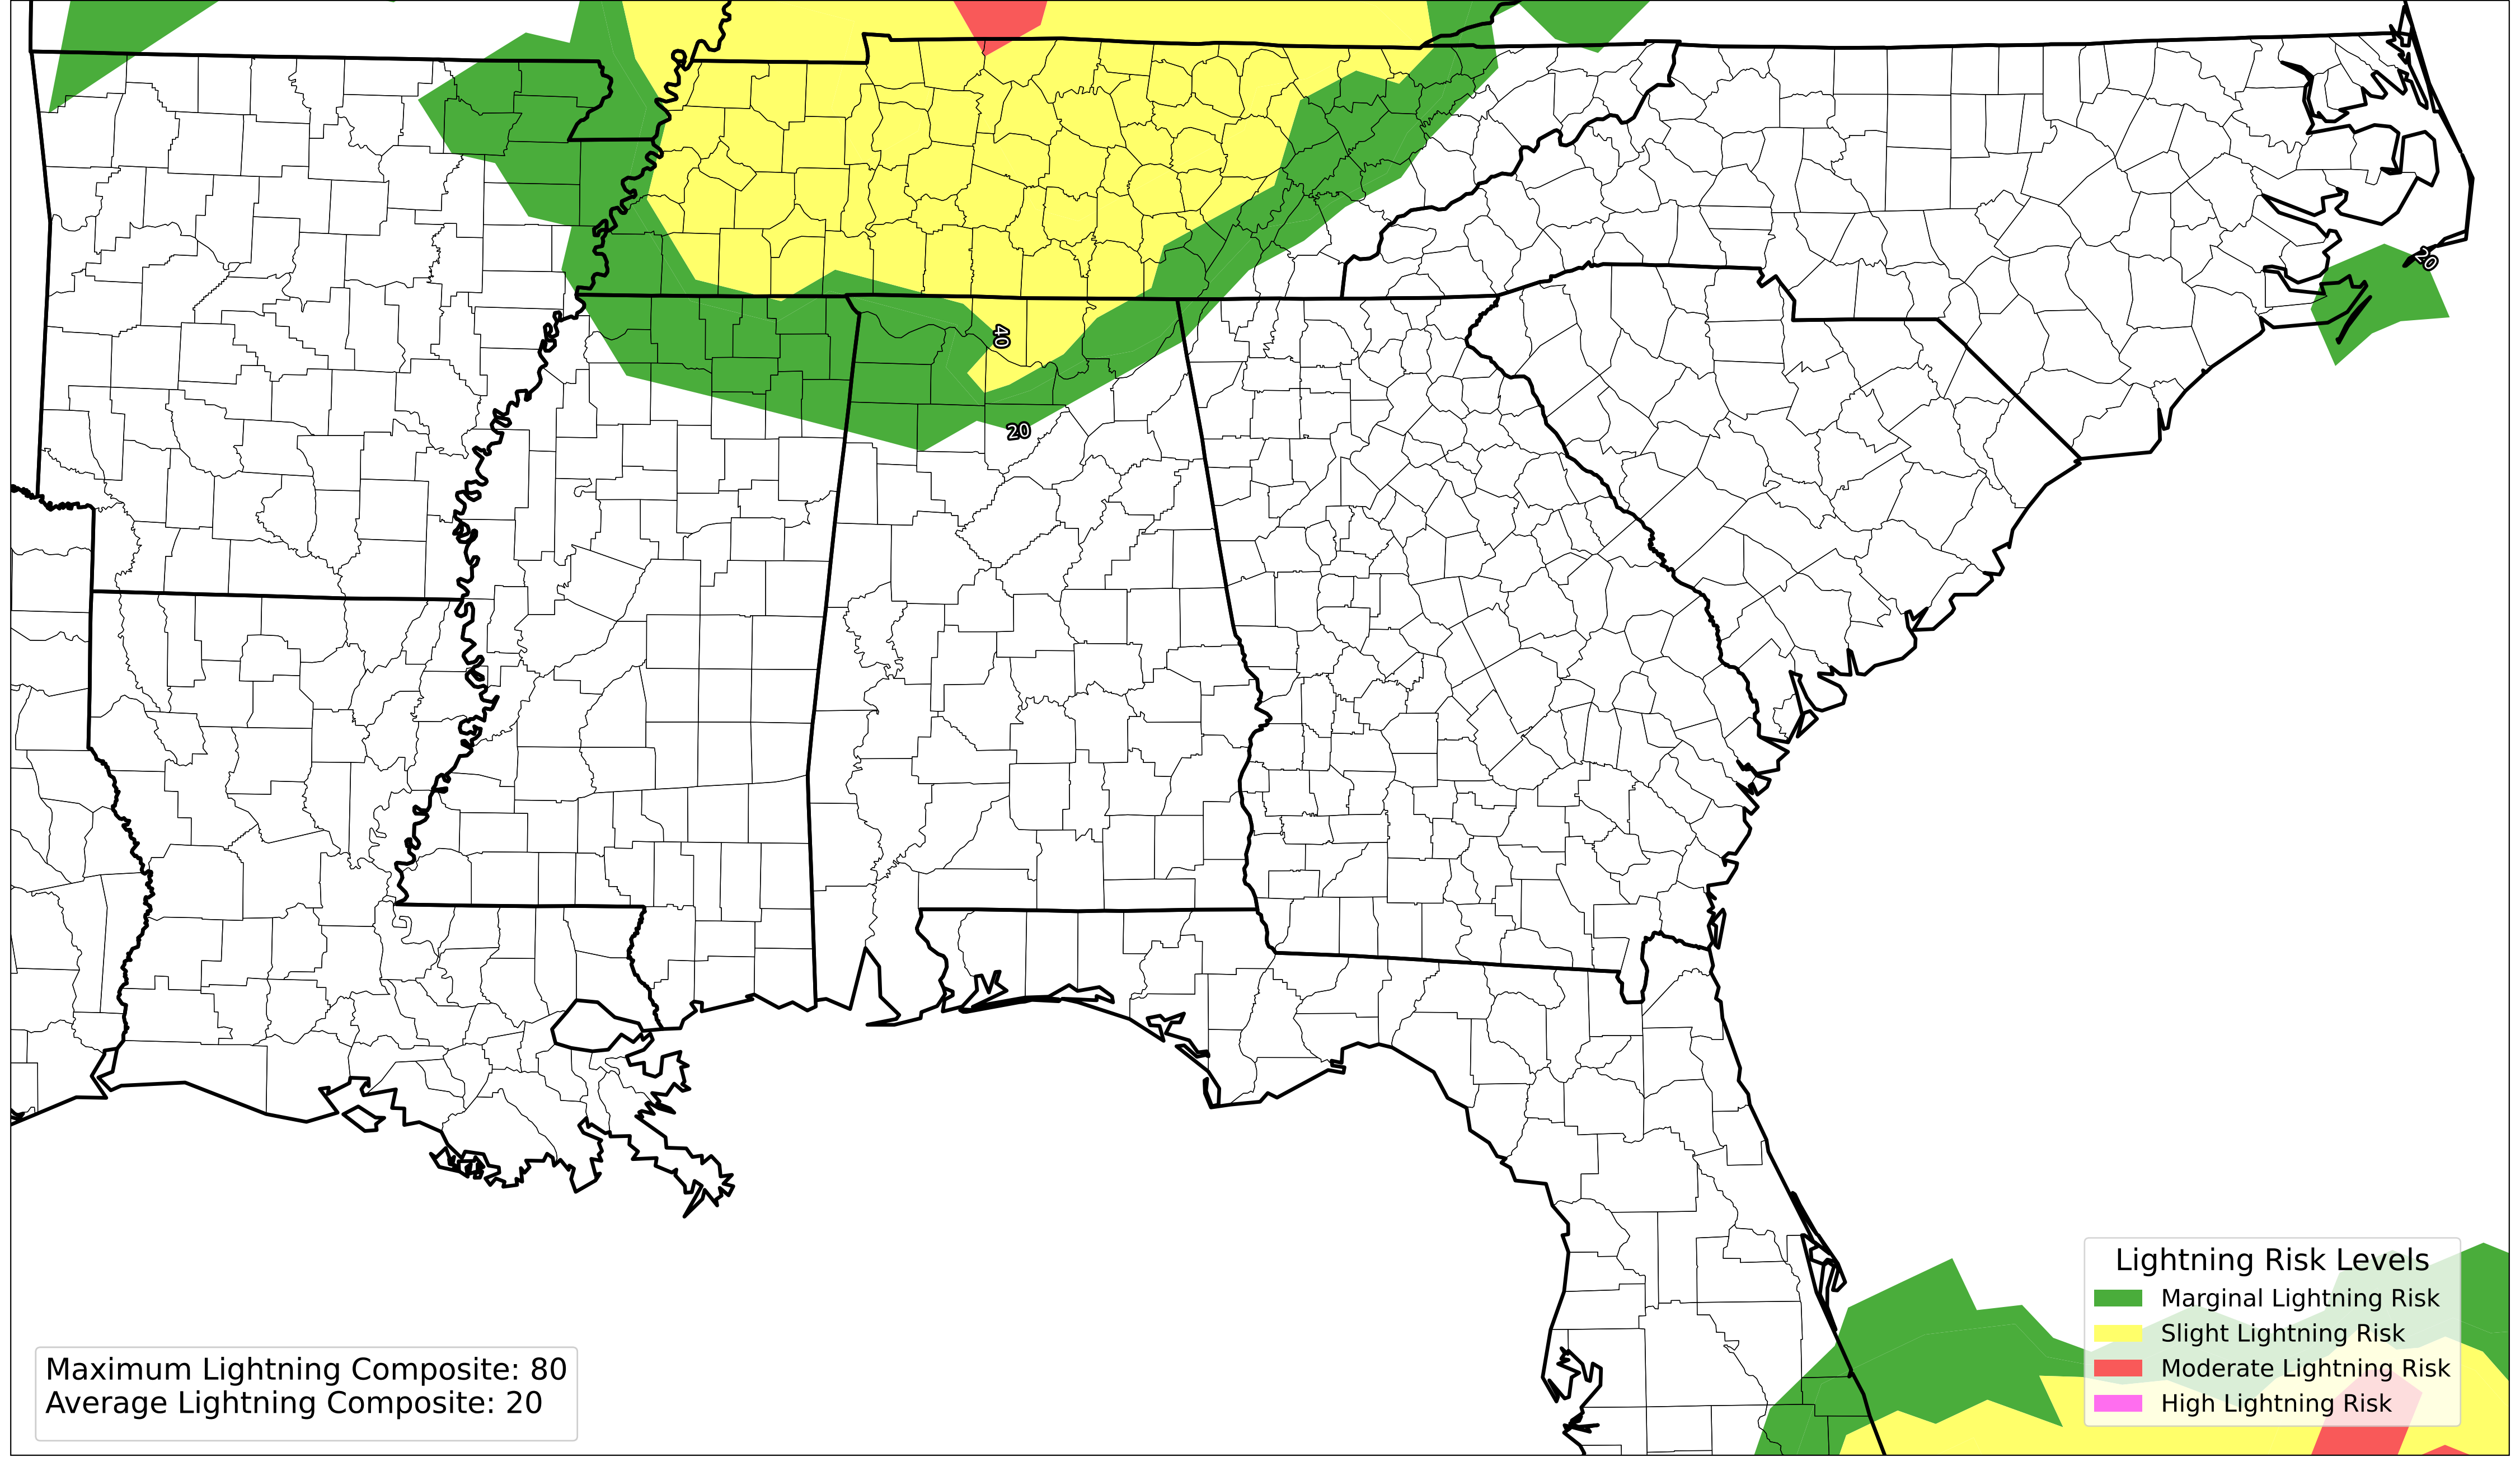 20
40
20
Lightning Risk Levels
Marginal Lightning Risk
Slight Lightning Risk
Moderate Lightning Risk
High Lightning Risk
Maximum Lightning Composite: 80
Average Lightning Composite: 20